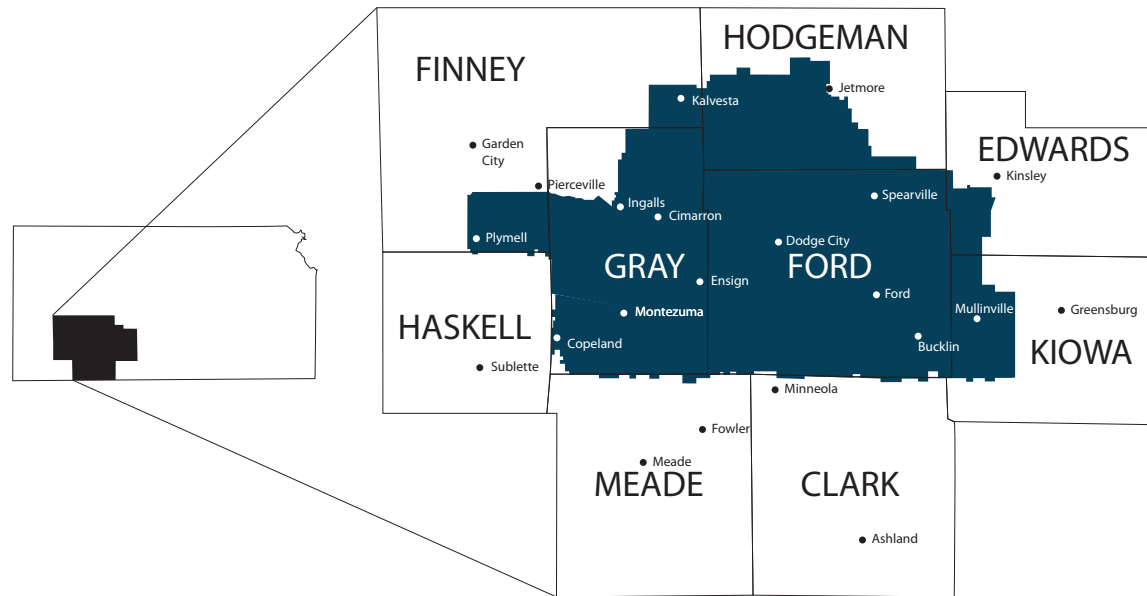 HODGEMAN
FINNEY
Jetmore
Kalvesta
Garden
City
EDWARDS
Kinsley
Pierceville
Spearville
Ingalls
Cimarron
Plymell
Dodge City
GRAY
FORD
Ensign
Ford
Montezuma
Mullinville
Greensburg
HASKELL
Copeland
Bucklin
KIOWA
Sublette
Minneola
Fowler
Meade
MEADE
CLARK
Ashland